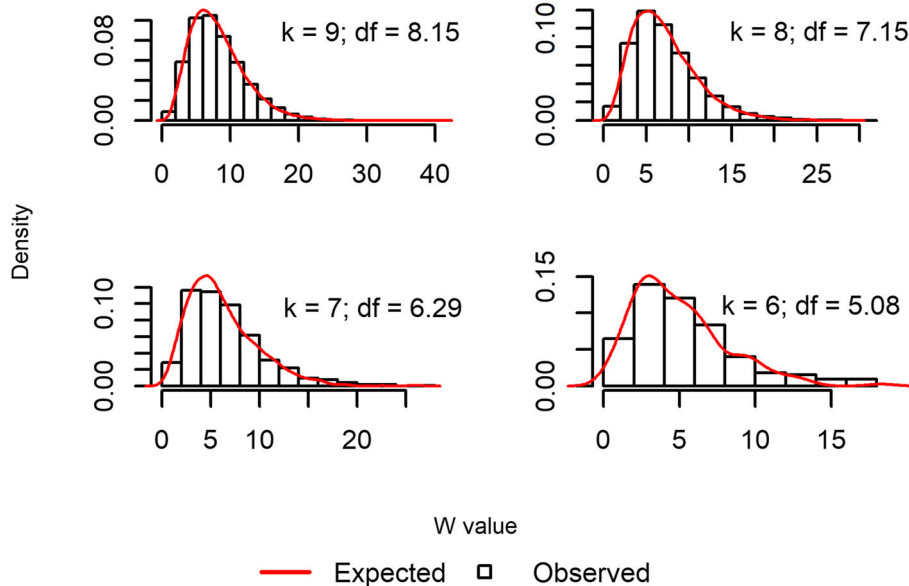 k = 9; df = 8.15
0.00 0.08
0 10 20 30 40
k = 8; df = 7.15
0.00 0.10
0 5 15 25
Density
k = 7; df = 6.29
0.00 0.10
0 5 10 20
k = 6; df = 5.08
0.00 0.15
0 5 10 15
W value
Expected Observed